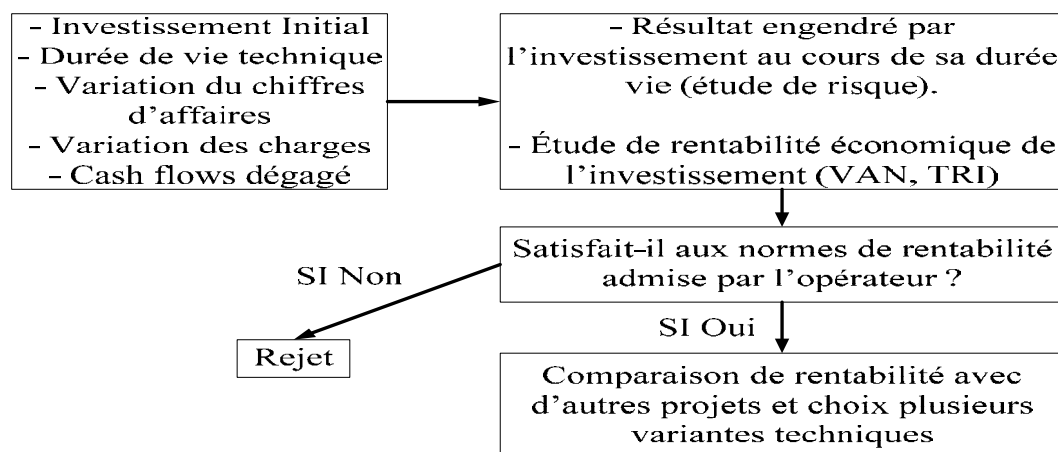 - Investissement Initial
- Durée de vie technique
- Variation du chiffres
d'affaires
- Variation des charges
- Cash flows dégagé
- Résultat engendré par
l'investissement au cours de sa durée
vie (étude de risque).
- Étude de rentabilité économique de
l'investissement (VAN, TRI)
Satisfait-il aux normes de rentabilité
admise par l'opérateur ?
SI Non
Rejet
SI Oui
Comparaison de rentabilité avec
d'autres projets et choix plusieurs
variantes techniques